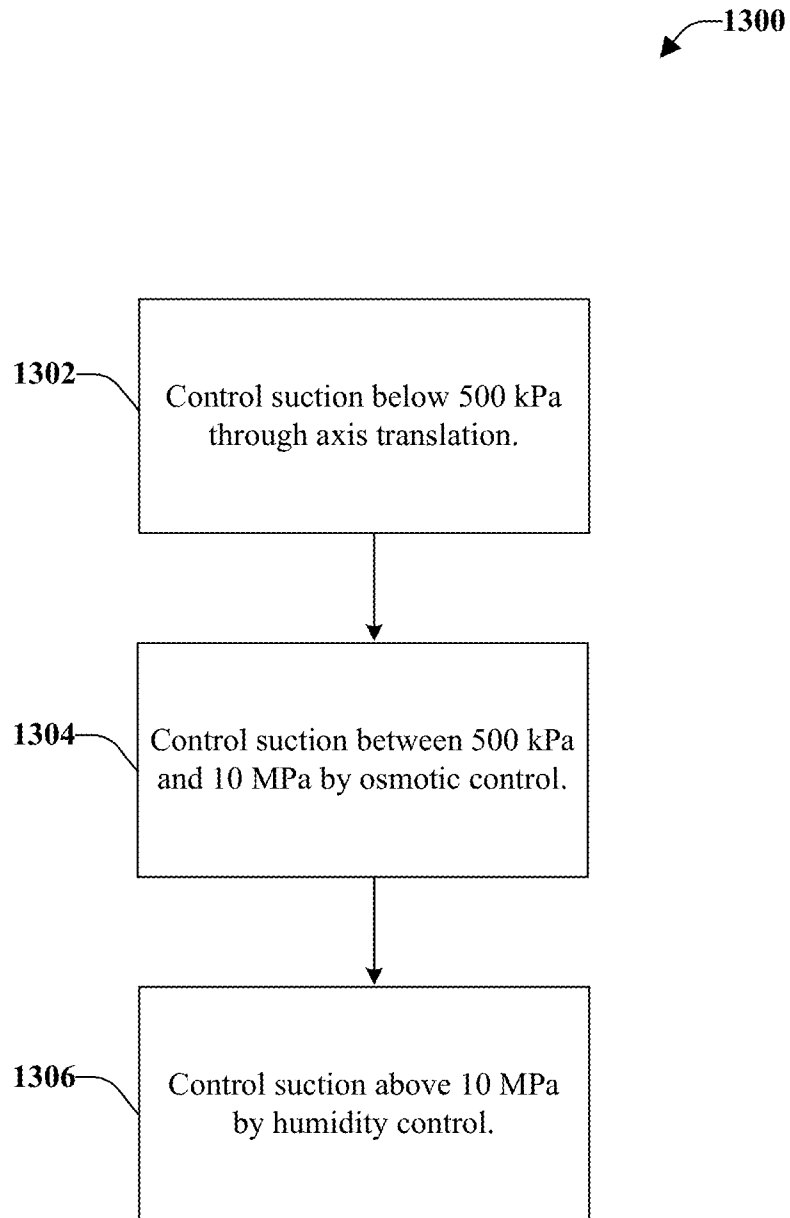 1300
1302
Control suction below 500 kPa
through axis translation.
1304
Control suction between 500 kPa
and 10 MPa by osmotic control.
1306
Control suction above 10 MPa
by humidity control.